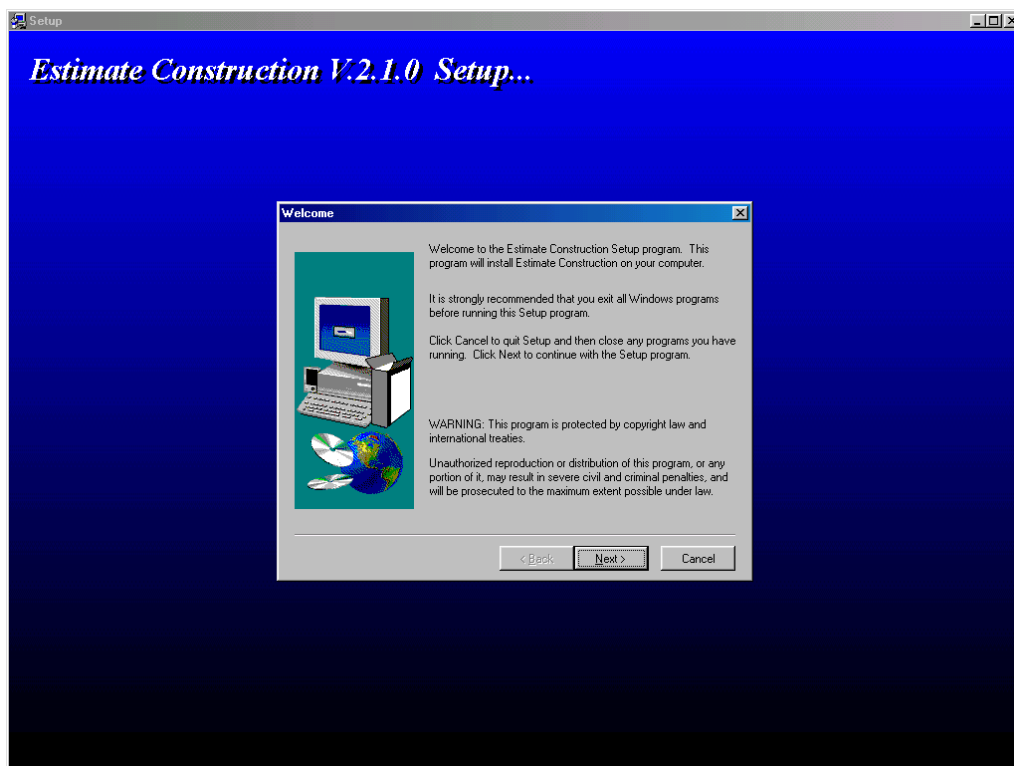 Setup
Estimate Construction V.2.1.0 Setup...
Welcome
Welcome to the Estimate Construction Setup program. This
program will install Estimate Construction on your computer.
It is strongly recommended that you exit all Windows programs
before running this Setup program.
Click Cancel to quit Setup and then close any programs you have
running. Click Next to continue with the Setup program.
WARNING: This program is protected by copyright law and
international treaties.
Unauthorized reproduction or distribution of this program, or any
portion of it, may result in severe civil and criminal penalties, and
will be prosecuted to the maximum extent possible under law.
< Back Next > Cancel